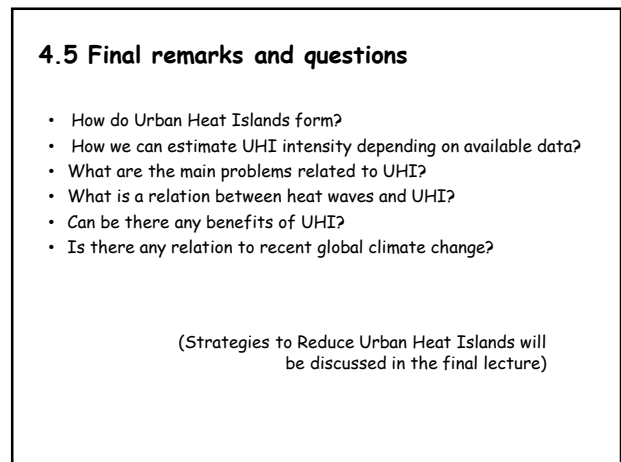 4.5 Final remarks and questions
• How do Urban Heat Islands form?
• How we can estimate UHI intensity depending on available data?
• What are the main problems related to UHI?
• What is a relation between heat waves and UHI?
• Can be there any benefits of UHI?
• Is there any relation to recent global climate change?
(Strategies to Reduce Urban Heat Islands will
be discussed in the final lecture)